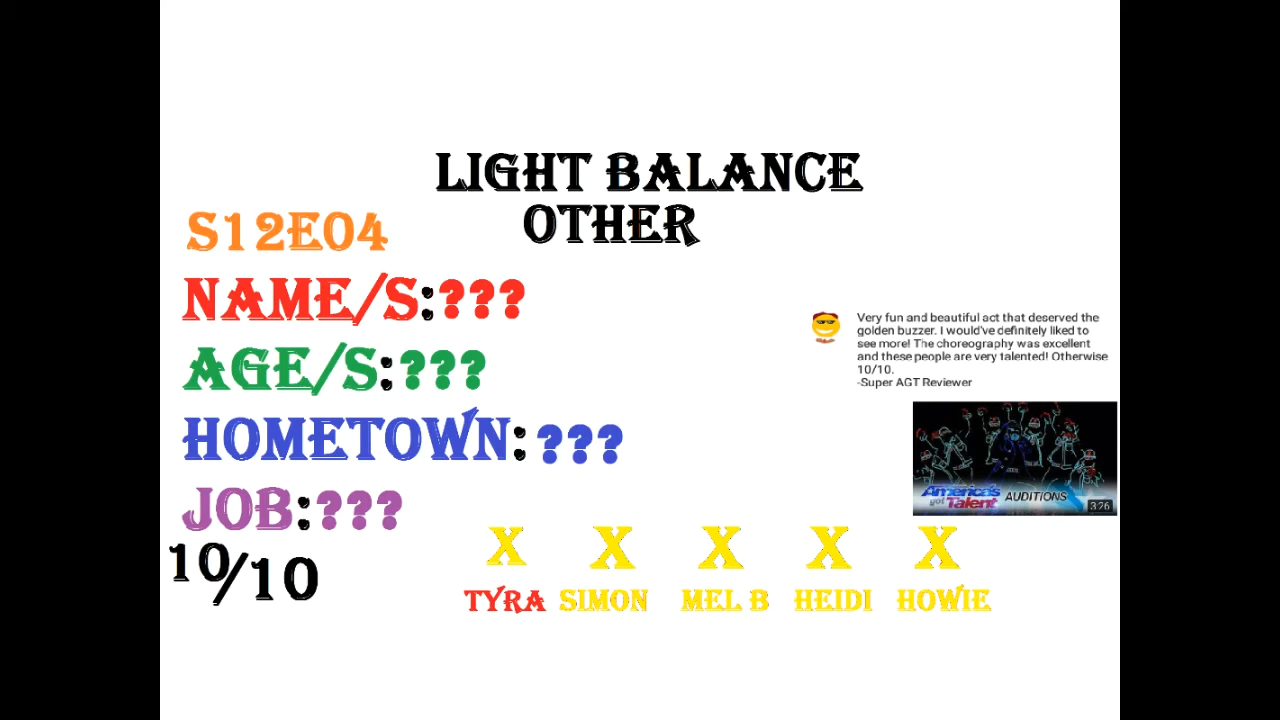 LIGHT BALANCE
OTHER
S12E04
NAME/S:???
AGE/S:???
HOMETOWN:???
JOB:???
10/10
Very fun and beautiful act that deserved the
golden buzzer. I would've definitely liked to
see more! The choreography was excellent
and these people are very talented! Otherwise
10/10.
-Super AGT Reviewer
America's
got Talent
AUDITIONS
3:26
X X X X X
TYRA SIMON MEL B HEIDI HOWIE